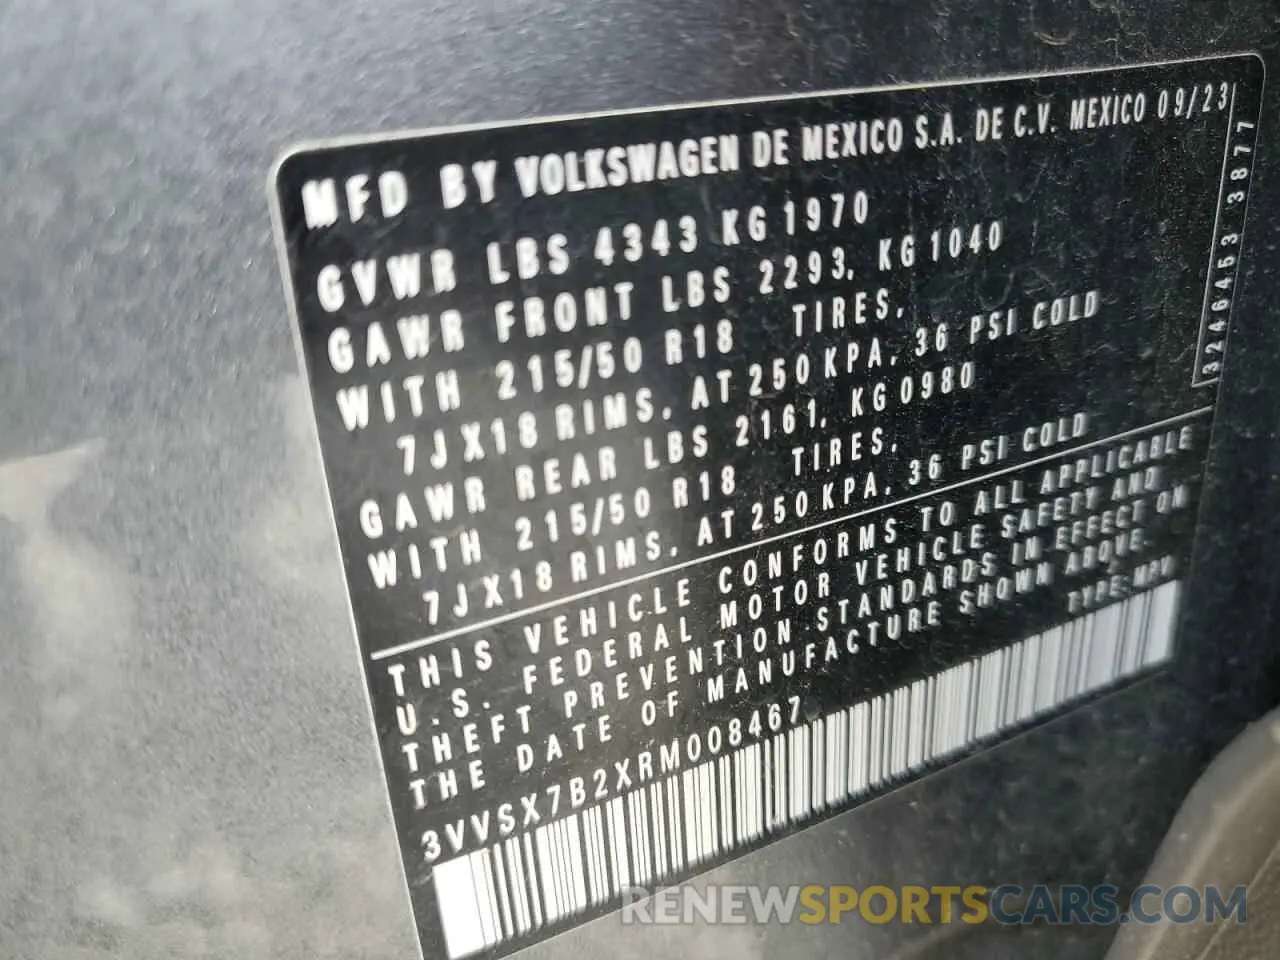 MFD BY VOLKSWAGEN DE MEXICO S.A. DE C.V. MEXICO 09/23
GVWR LBS 4343 KG 1970
GAWR FRONT LBS 2293, KG 1040
WITH 215/50 R18 TIRES,
7JX18 RIMS, AT 250 KPA, 36 PSI COLD
GAWR REAR LBS 2161, KG 0980
WITH 215/50 R18 TIRES,
7JX18 RIMS, AT 250 KPA, 36 PSI COLD
3246453 3877
THIS VEHICLE CONFORMS TO ALL APPLICABLE
U.S. FEDERAL MOTOR VEHICLE SAFETY AND
THEFT PREVENTION STANDARDS IN EFFECT ON
THE DATE OF MANUFACTURE SHOWN ABOVE.
TYPE: MPV
3VVSX7B2XRM008467
RENEWSPORTSCARS.COM